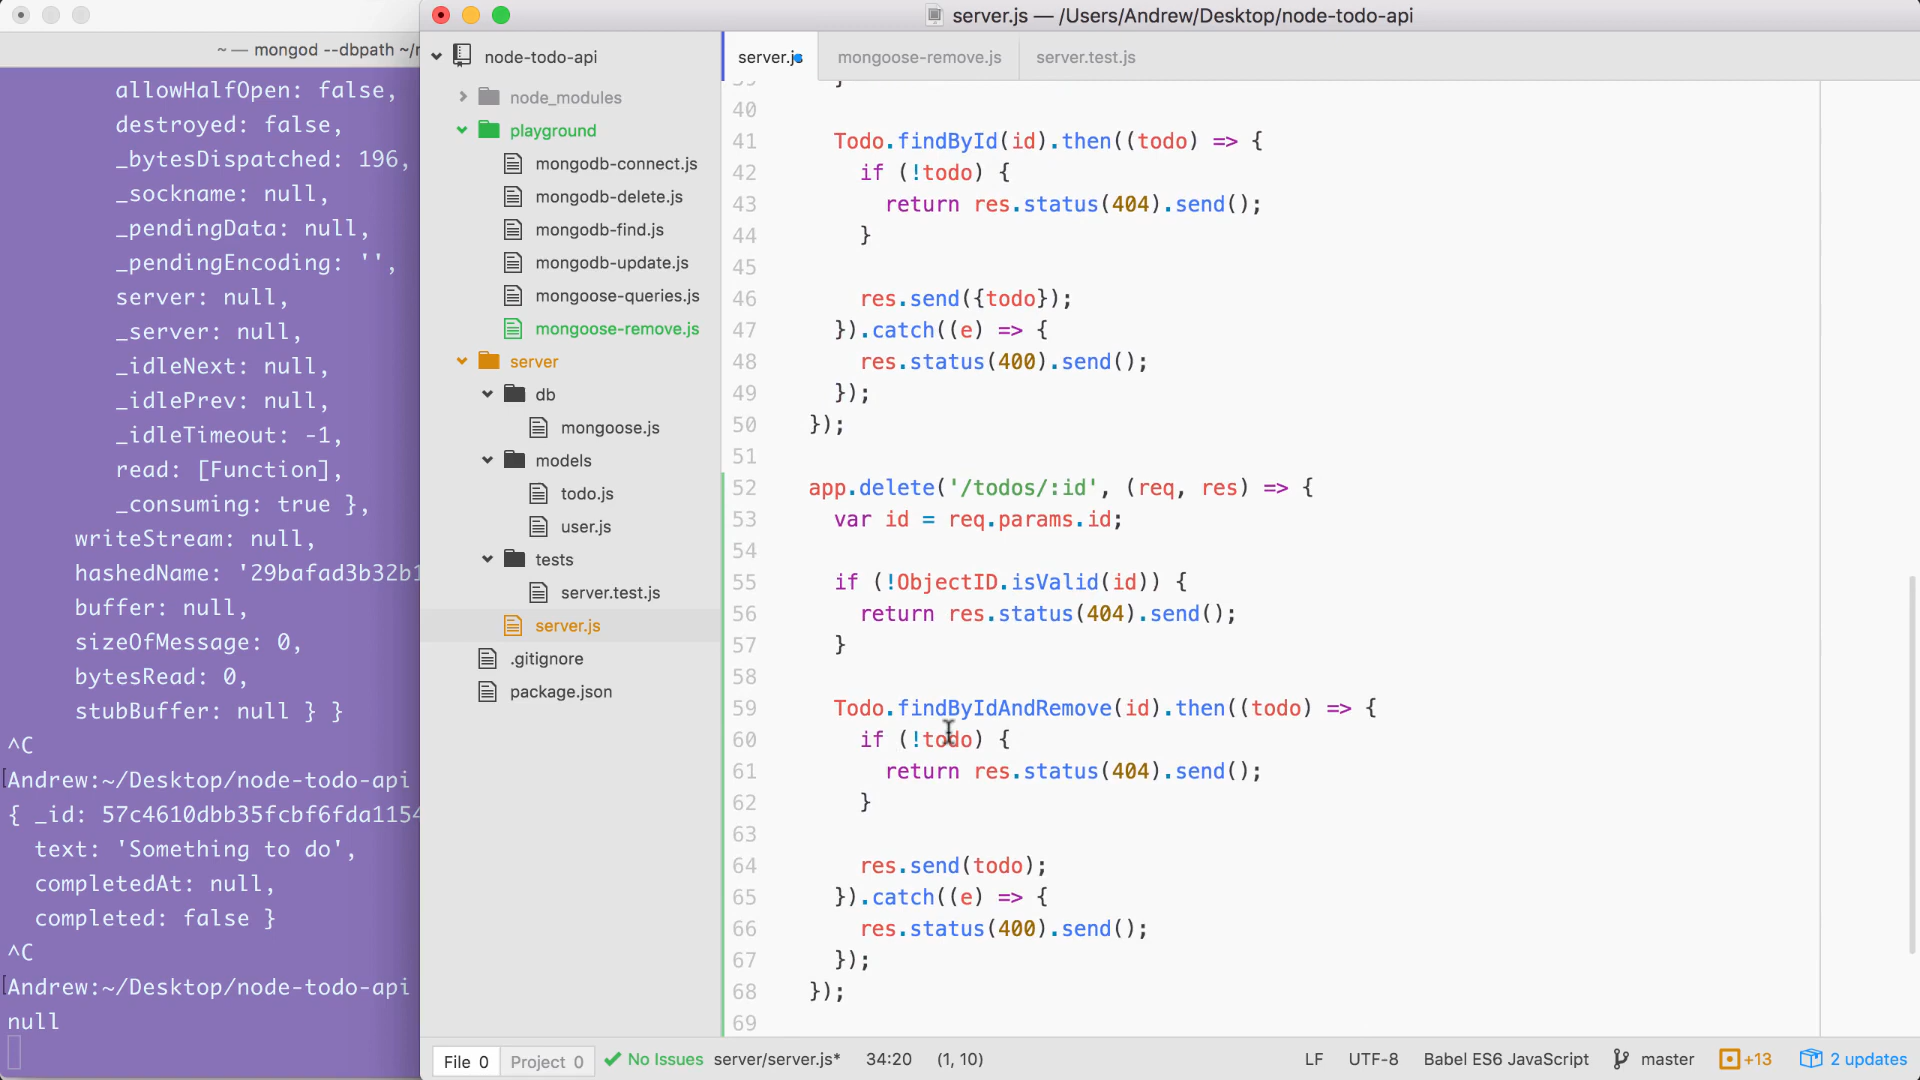 ~ — mongod --dbpath ~/
allowHalfOpen: false,
destroyed: false,
_bytesDispatched: 196,
_sockname: null,
_pendingData: null,
_pendingEncoding: '',
server: null,
_server: null,
_idleNext: null,
_idlePrev: null,
_idleTimeout: -1,
read: [Function],
_consuming: true },
writeStream: null,
hashedName: '29bafad3b32b1
buffer: null,
sizeOfMessage: 0,
bytesRead: 0,
stubBuffer: null } }
^C
Andrew:~/Desktop/node-todo-api
{ _id: 57c4610dbb35fcbf6fda1154
text: 'Something to do',
completedAt: null,
completed: false }
^C
Andrew:~/Desktop/node-todo-api
null
server.js — /Users/Andrew/Desktop/node-todo-api
node-todo-api
node_modules
playground
mongodb-connect.js
mongodb-delete.js
mongodb-find.js
mongodb-update.js
mongoose-queries.js
mongoose-remove.js
server
db
mongoose.js
models
todo.js
user.js
tests
server.test.js
server.js
.gitignore
package.json
server.js mongoose-remove.js server.test.js
39 }
40
41 Todo.findById(id).then((todo) => {
42 if (!todo) {
43 return res.status(404).send();
44 }
45
46 res.send({todo});
47 }).catch((e) => {
48 res.status(400).send();
49 });
50 });
51
52 app.delete('/todos/:id', (req, res) => {
53 var id = req.params.id;
54
55 if (!ObjectID.isValid(id)) {
56 return res.status(404).send();
57 }
58
59 Todo.findByIdAndRemove(id).then((todo) => {
60 if (!todo) {
61 return res.status(404).send();
62 }
63
64 res.send(todo);
65 }).catch((e) => {
66 res.status(400).send();
67 });
68 });
69
File 0 Project 0 No Issues server/server.js* 34:20 (1, 10) LF UTF-8 Babel ES6 JavaScript master +13 2 updates